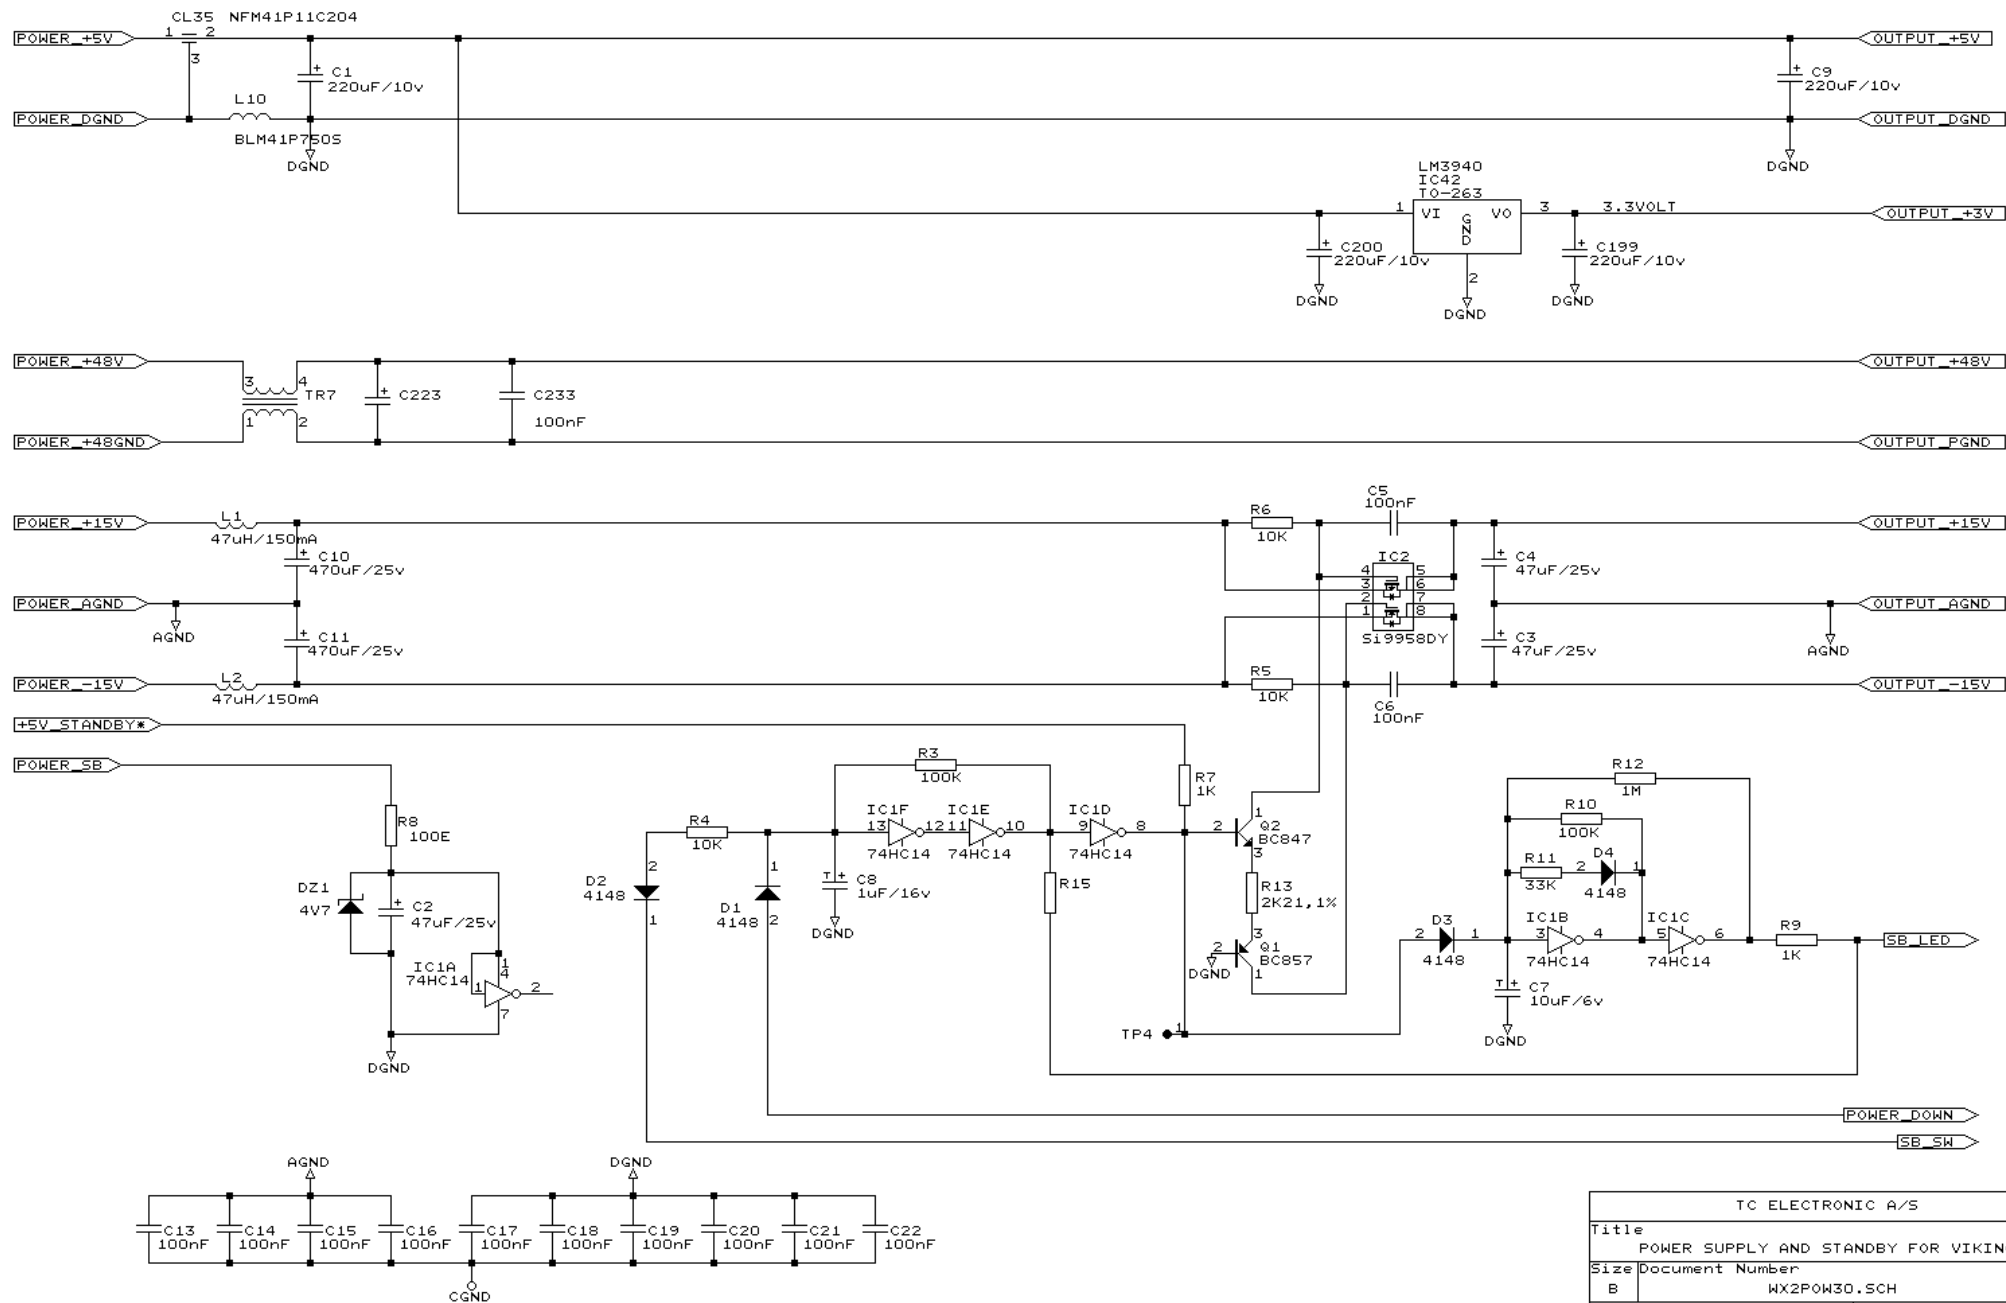 CL35 NFM41P11C204
POWER_+5V
1
2
3
C1
220uF/10v
OUTPUT_+5V
C9
220uF/10v
L10
BLM41P750S
POWER_DGND
DGND
OUTPUT_DGND
DGND
LM3940
IC42
TO-263
1
VI
GND
VO
3
3.3VOLT
OUTPUT_+3V
2
C200
220uF/10v
DGND
DGND
C199
220uF/10v
DGND
POWER_+48V
3
4
TR7
1
2
C223
C233
100nF
OUTPUT_+48V
POWER_+48GND
OUTPUT_PGND
POWER_+15V
L1
47uH/150mA
C10
470uF/25v
R6
10K
C5
100nF
OUTPUT_+15V
IC2
4
3
2
1
5
6
7
8
Si9958DY
C4
47uF/25v
POWER_AGND
AGND
OUTPUT_AGND
AGND
C11
470uF/25v
C3
47uF/25v
POWER_-15V
L2
47uH/150mA
R5
10K
C6
100nF
OUTPUT_-15V
+5V_STANDBY*
POWER_SB
R8
100E
DZ1
4V7
C2
47uF/25v
IC1A
74HC14
1
4
1
2
7
DGND
R3
100K
R4
10K
IC1F
13
12
74HC14
IC1E
11
10
74HC14
IC1D
9
8
74HC14
R7
1K
2
1
Q2
BC847
3
R13
2K21,1%
3
Q1
BC857
2
1
DGND
D2
4148
2
1
D1
4148
1
2
C8
1uF/16v
DGND
R15
TP4
1
R12
1M
R10
100K
R11
33K
2
D4
1
4148
D3
2
1
4148
IC1B
3
4
74HC14
IC1C
5
6
74HC14
R9
1K
SB_LED
C7
10uF/6v
DGND
POWER_DOWN
SB_SW
AGND
DGND
C13
100nF
C14
100nF
C15
100nF
C16
100nF
C17
100nF
C18
100nF
C19
100nF
C20
100nF
C21
100nF
C22
100nF
CGND
TC ELECTRONIC A/S
Title
POWER SUPPLY AND STANDBY FOR VIKIN
Size
Document Number
B
WX2POW30.SCH